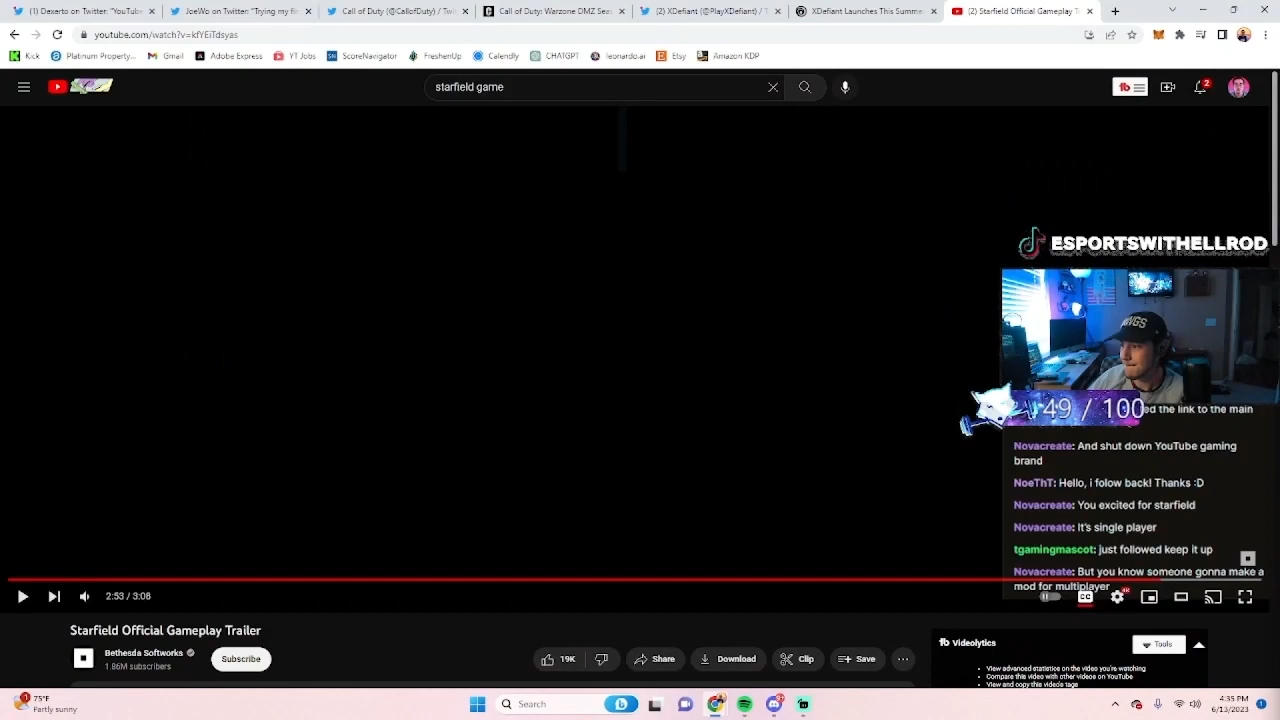 (1) Dexerto on Twitter: "YouTube
JoeWo on Twitter: "Trying my
Call of Duty (@CallofDuty) / Twi
Call of Duty: Warzone DMZ Sea
(2) XDefiant (@PlayXDefiant) / T
XDefiant Launches This Summe
(2) Starfield Official Gameplay T
youtube.com/watch?v=kfYEiTdsyas
Kick
Platinum Property...
Gmail
Adobe Express
YT Jobs
ScoreNavigator
FreshenUp
Calendly
CHATGPT
leonardo.ai
Etsy
Amazon KDP
starfield game
2
ESPORTSWITHELLROD
49 / 100
ed the link to the main
Novacreate: And shut down YouTube gaming
brand
NoeThT: Hello, i folow back! Thanks :D
Novacreate: You excited for starfield
Novacreate: It's single player
tgamingmascot: just followed keep it up
Novacreate: But you know someone gonna make a
mod for multiplayer
2:53 / 3:08
CC
4K
Starfield Official Gameplay Trailer
Bethesda Softworks
1.86M subscribers
Subscribe
19K
Share
Download
Clip
Save
tb Videolytics
Tools
View advanced statistics on the video you're watching
Compare this video with other videos on YouTube
View and copy this video's tags
1
75°F
Partly sunny
Search
4:35 PM
6/13/2023